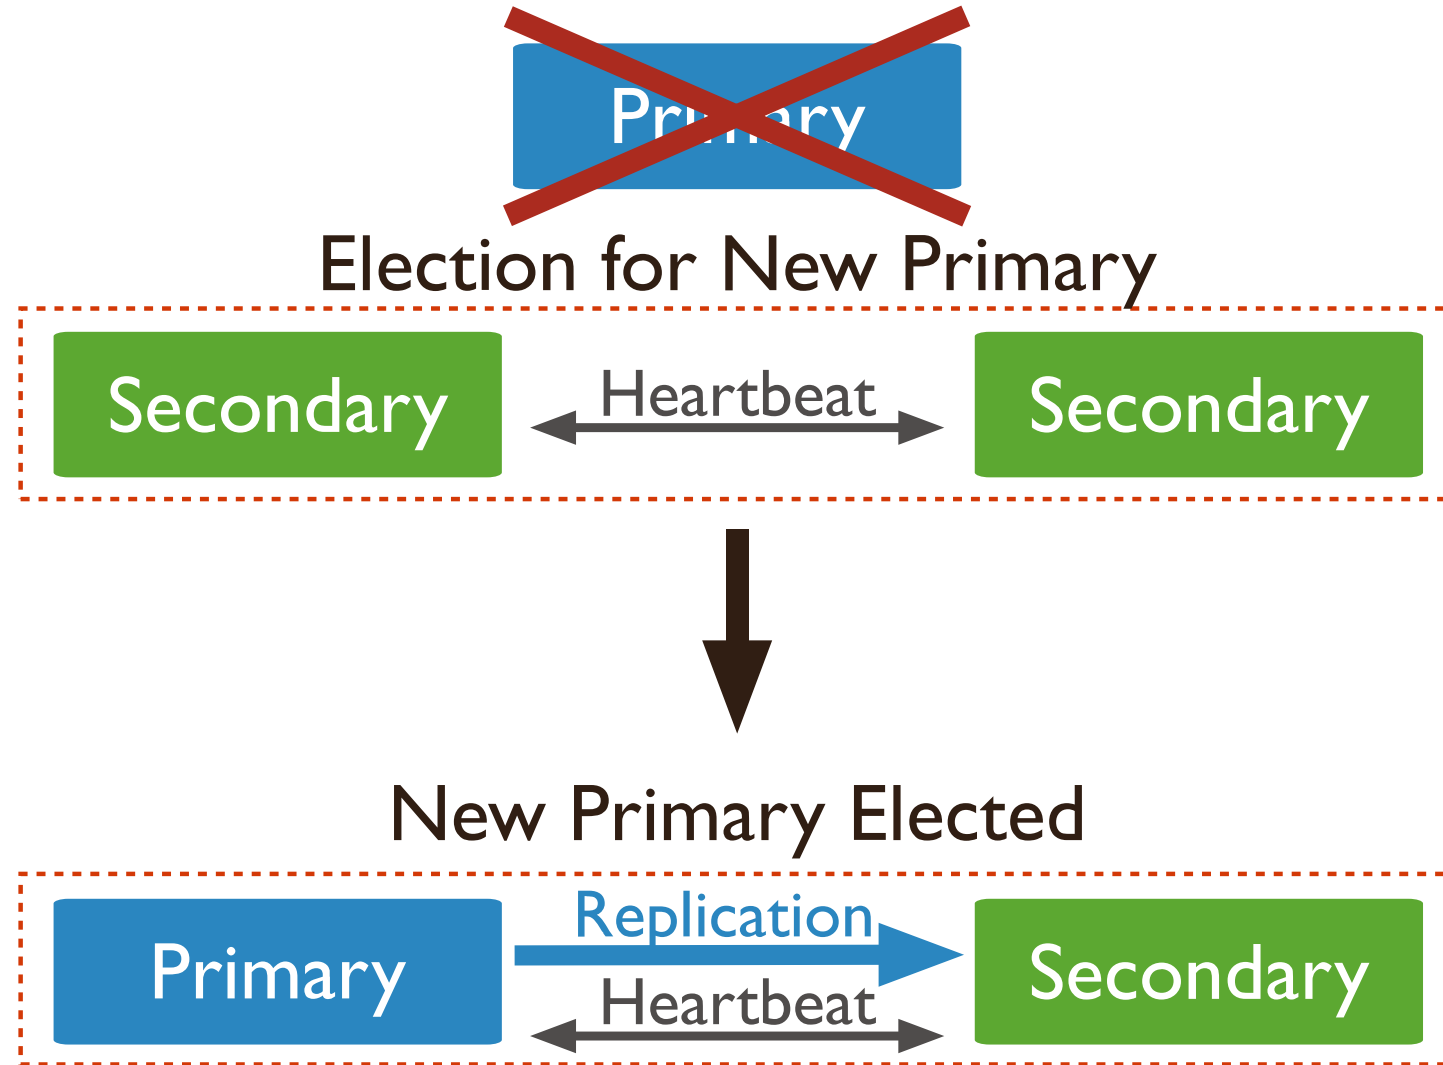 Primary
Election for New Primary
Secondary
Heartbeat
Secondary
New Primary Elected
Primary
Replication
Heartbeat
Secondary